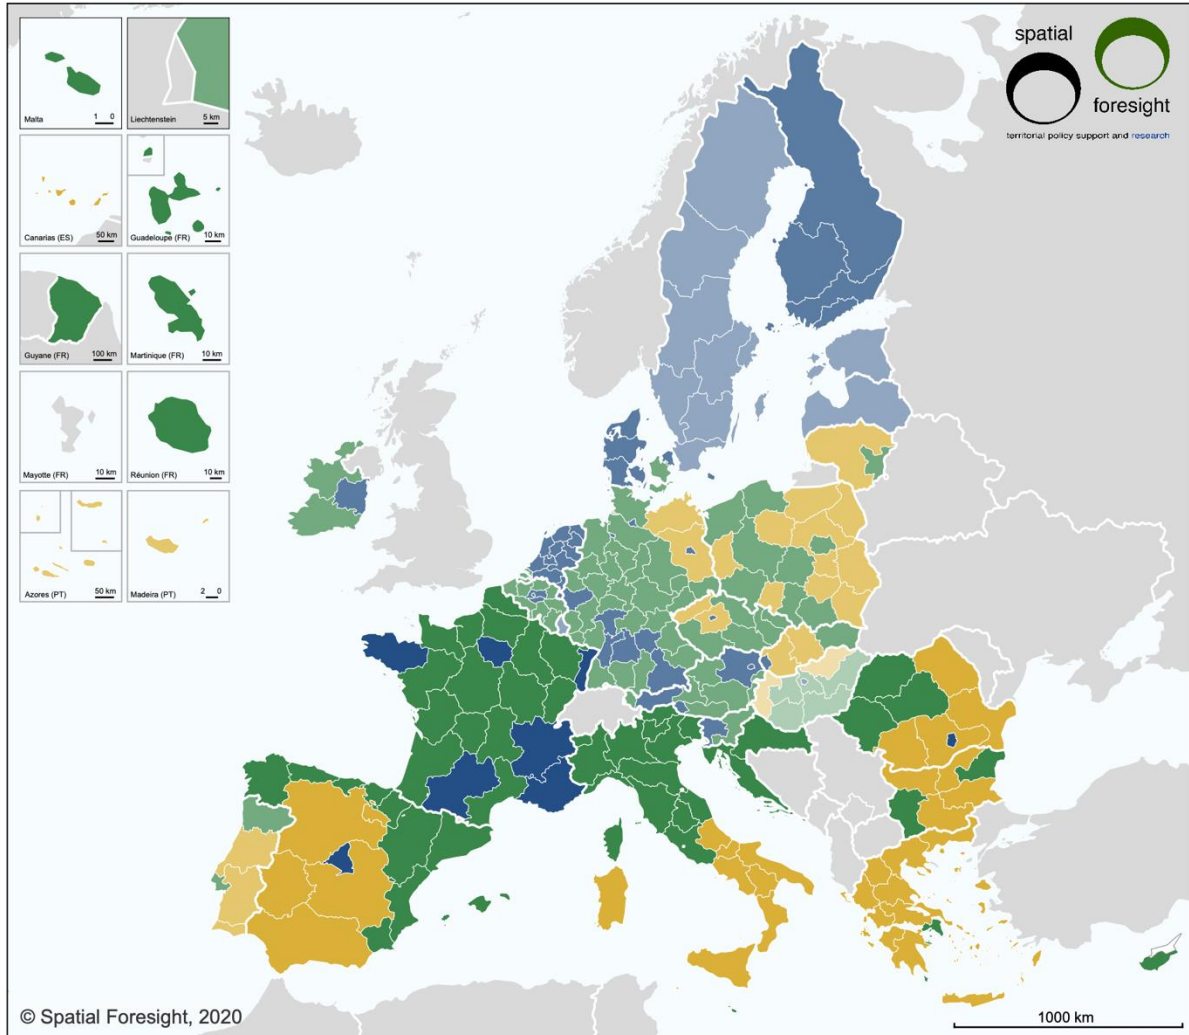 Malta
1 0
Liechtenstein
5 km
Canarias (ES)
50 km
Guadeloupe (FR)
10 km
Guyane (FR)
100 km
Martinique (FR)
10 km
Mayotte (FR)
10 km
Réunion (FR)
10 km
Azores (PT)
50 km
Madeira (PT)
2 0
spatial
foresight
territorial policy support and research
© Spatial Foresight, 2020
1000 km